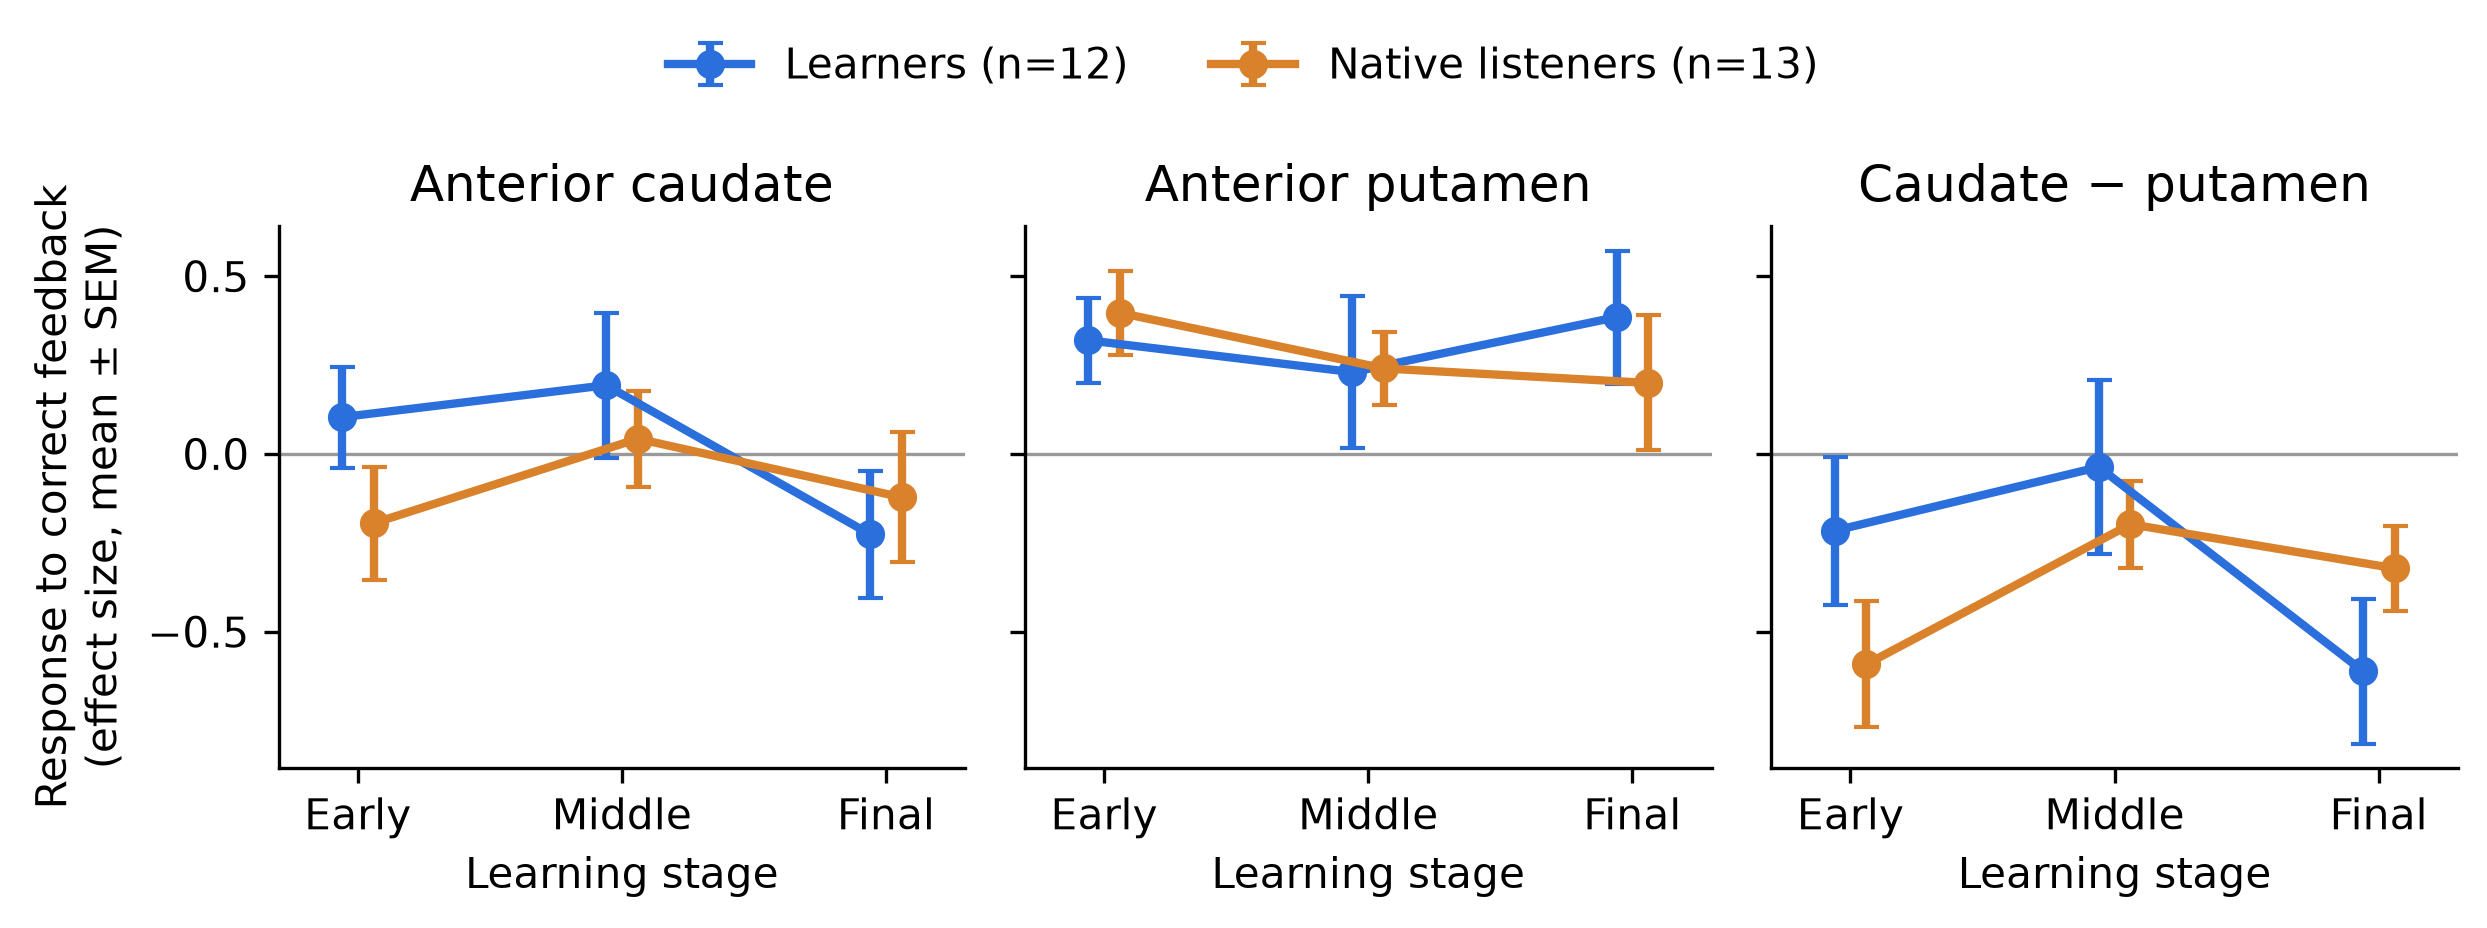 Learners (n=12)
Native listeners (n=13)
Response to correct feedback
(effect size, mean ± SEM)
Anterior caudate
0.5
0.0
−0.5
Early
Middle
Final
Learning stage
Anterior putamen
Early
Middle
Final
Learning stage
Caudate − putamen
Early
Middle
Final
Learning stage